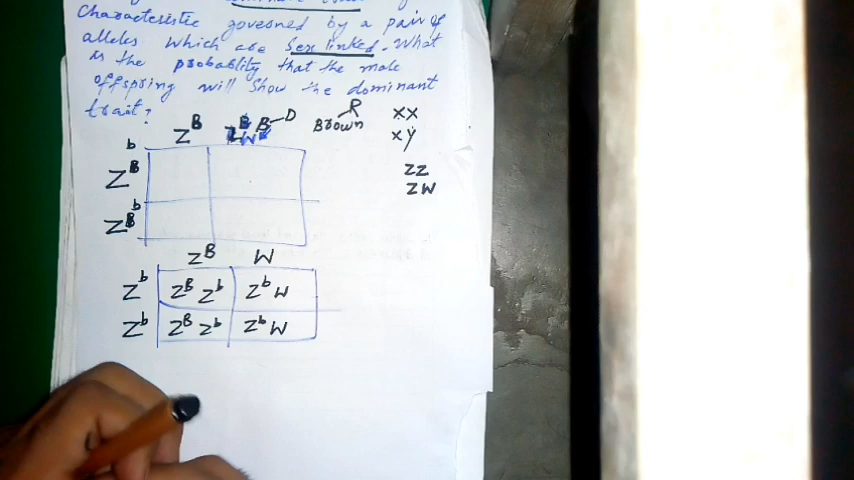 Characteristic governed by a pair of
alleles which are Sex linked. What
is the probablity that the male
offspring will show the dominant
trait?
B—D
R
Brown
XX
XY
ZZ
ZW
Z^B W
Z^B b
Z^B b
Z^B W
Z^b Z^B Z^b Z^b W
Z^b Z^B Z^b Z^b W